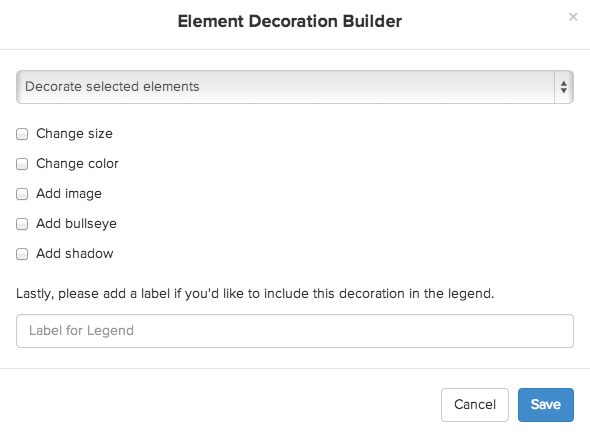 Element Decoration Builder
×
Decorate selected elements
Change size
Change color
Add image
Add bullseye
Add shadow
Lastly, please add a label if you'd like to include this decoration in the legend.
Label for Legend
Cancel
Save